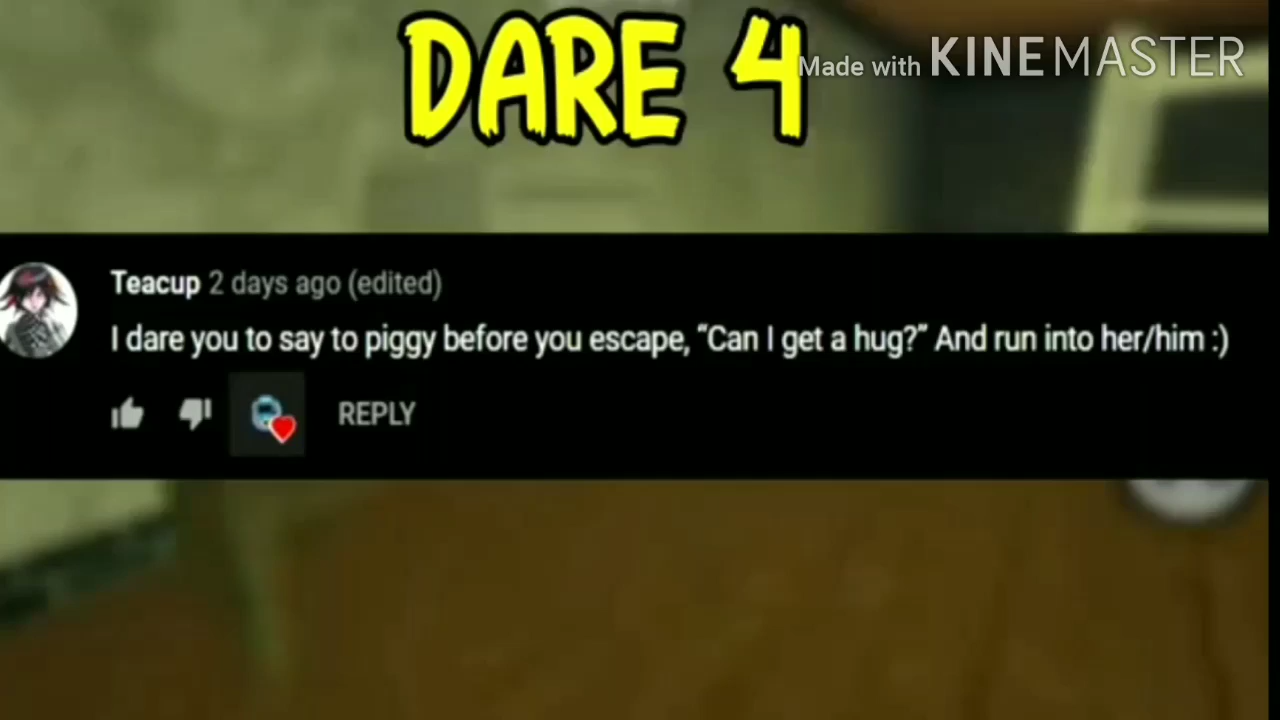 DARE 4
Made with KINEMASTER
Teacup 2 days ago (edited)
I dare you to say to piggy before you escape, “Can I get a hug?” And run into her/him :)
REPLY